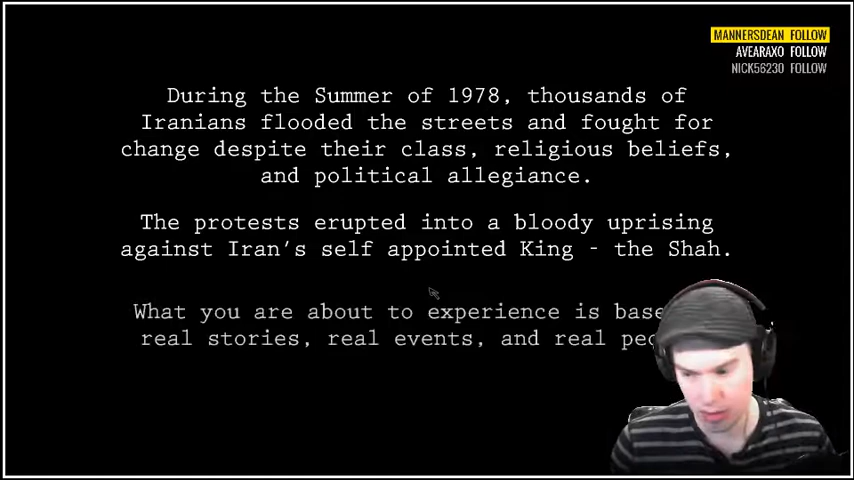 MANNERSDEAN FOLLOW
AVEARAXO FOLLOW
NICK56230 FOLLOW
During the Summer of 1978, thousands of
Iranians flooded the streets and fought for
change despite their class, religious beliefs,
and political allegiance.
The protests erupted into a bloody uprising
against Iran's self appointed King - the Shah.
What you are about to experience is
real stories, real events, and real